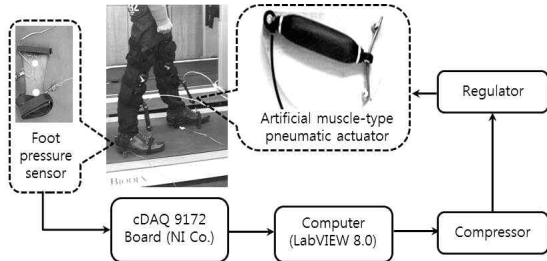 Foot
pressure
sensor
BIODEX
Artificial muscle-type
pneumatic actuator
Regulator
cDAQ 9172
Board (NI Co.)
Computer
(LabVIEW 8.0)
Compressor